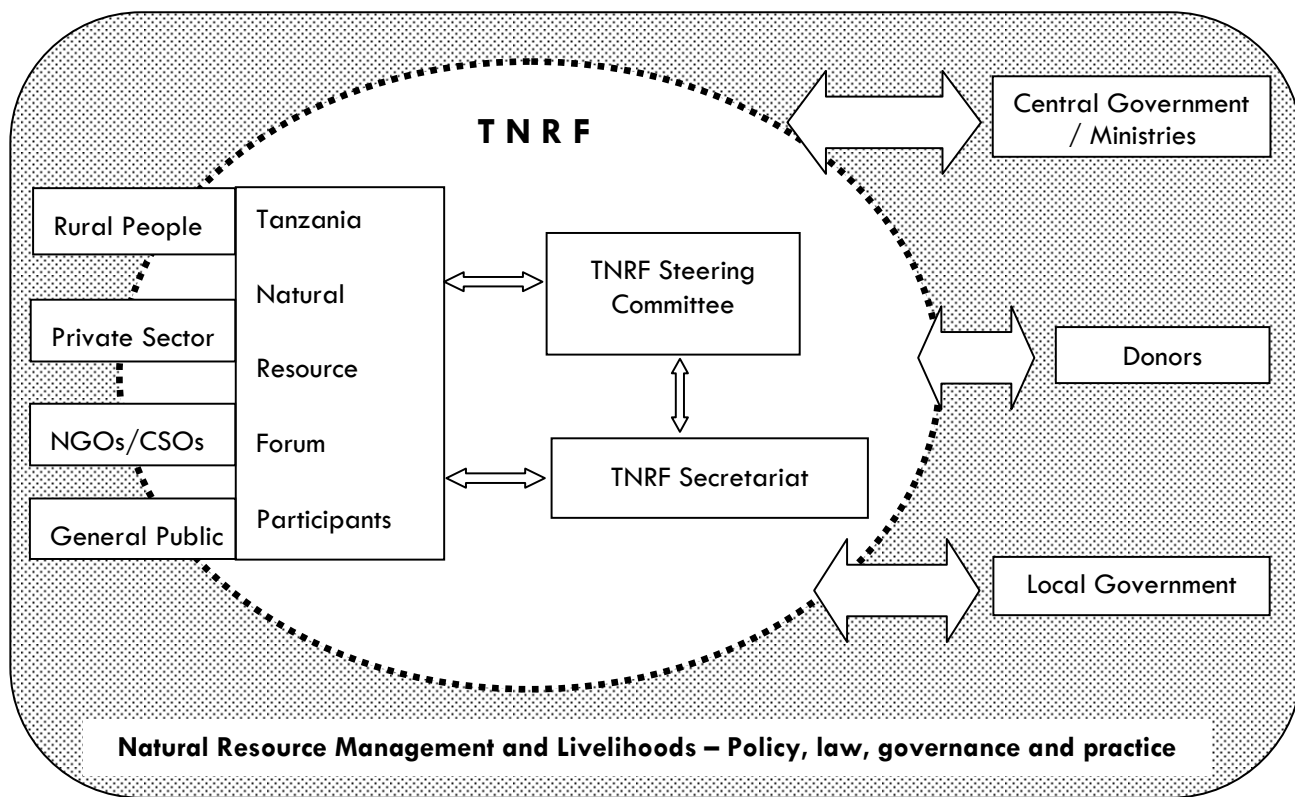 T N R F
Central Government
/ Ministries
Rural People
Private Sector
NGOs/CSOs
General Public
Tanzania
Natural
Resource
Forum
Participants
TNRF Steering
Committee
TNRF Secretariat
Donors
Local Government
Natural Resource Management and Livelihoods – Policy, law, governance and practice